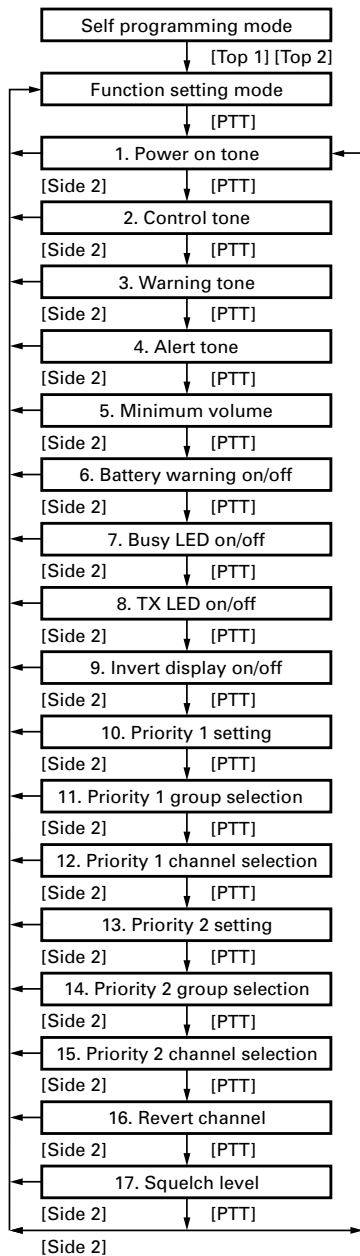 Self programming mode
[Top 1] [Top 2]
Function setting mode
[PTT]
1. Power on tone
[Side 2] [PTT]
2. Control tone
[Side 2] [PTT]
3. Warning tone
[Side 2] [PTT]
4. Alert tone
[Side 2] [PTT]
5. Minimum volume
[Side 2] [PTT]
6. Battery warning on/off
[Side 2] [PTT]
7. Busy LED on/off
[Side 2] [PTT]
8. TX LED on/off
[Side 2] [PTT]
9. Invert display on/off
[Side 2] [PTT]
10. Priority 1 setting
[Side 2] [PTT]
11. Priority 1 group selection
[Side 2] [PTT]
12. Priority 1 channel selection
[Side 2] [PTT]
13. Priority 2 setting
[Side 2] [PTT]
14. Priority 2 group selection
[Side 2] [PTT]
15. Priority 2 channel selection
[Side 2] [PTT]
16. Revert channel
[Side 2] [PTT]
17. Squelch level
[Side 2] [PTT]
[Side 2]